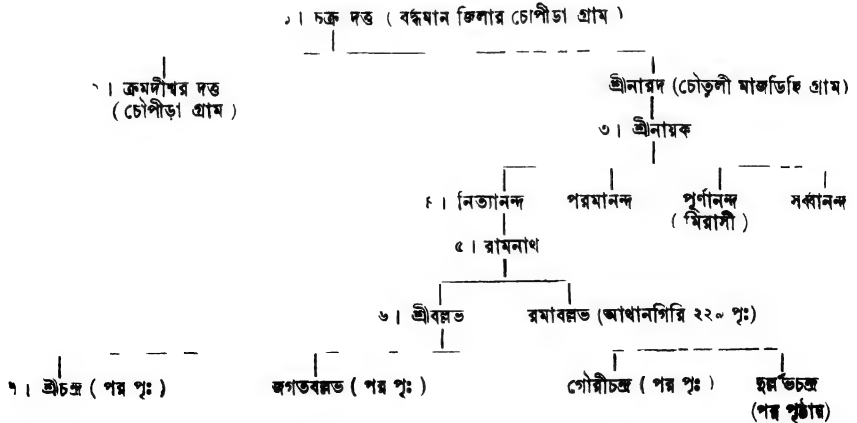 ১। চক্র দত্ত ( বর্দ্ধমান জিলার চৌপীড়া গ্রাম )
২। ক্রমদীশ্বর দত্ত শ্রীনারদ (চৌতুলী মাজডিহি গ্রাম)
( চৌপীড়া গ্রাম )
৩। শ্রীনায়ক
৪। নিত্যানন্দ পরমানন্দ পূর্ণানন্দ সর্ব্বানন্দ
( মিরাসী )
৫। রামনাথ
৬। শ্রীবল্লভ রমাবল্লভ (আথানগিরি ২২৯ পৃঃ)
৭। শ্রীচন্দ্র ( পর পৃঃ ) জগতবল্লভ ( পর পৃঃ ) গৌরীচন্দ্র ( পর পৃঃ ) দুর্লভচন্দ্র
(পর পৃষ্ঠায়)